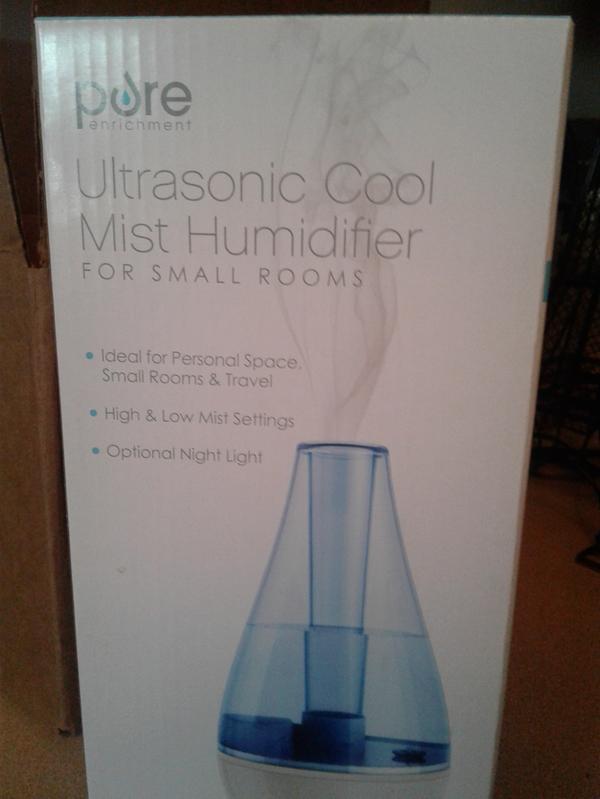 pure
enrichment
Ultrasonic Cool
Mist Humidifier
FOR SMALL ROOMS
• Ideal for Personal Space,
Small Rooms & Travel
• High & Low Mist Settings
• Optional Night Light